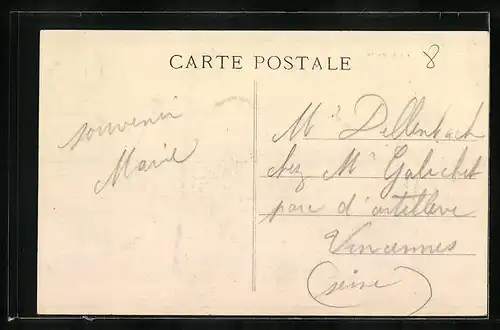 CARTE POSTALE
8
souvenir
Marie
Mr Dellenbach
chez Mr Galichet
parc d'artillerie
Vincennes
(seine)